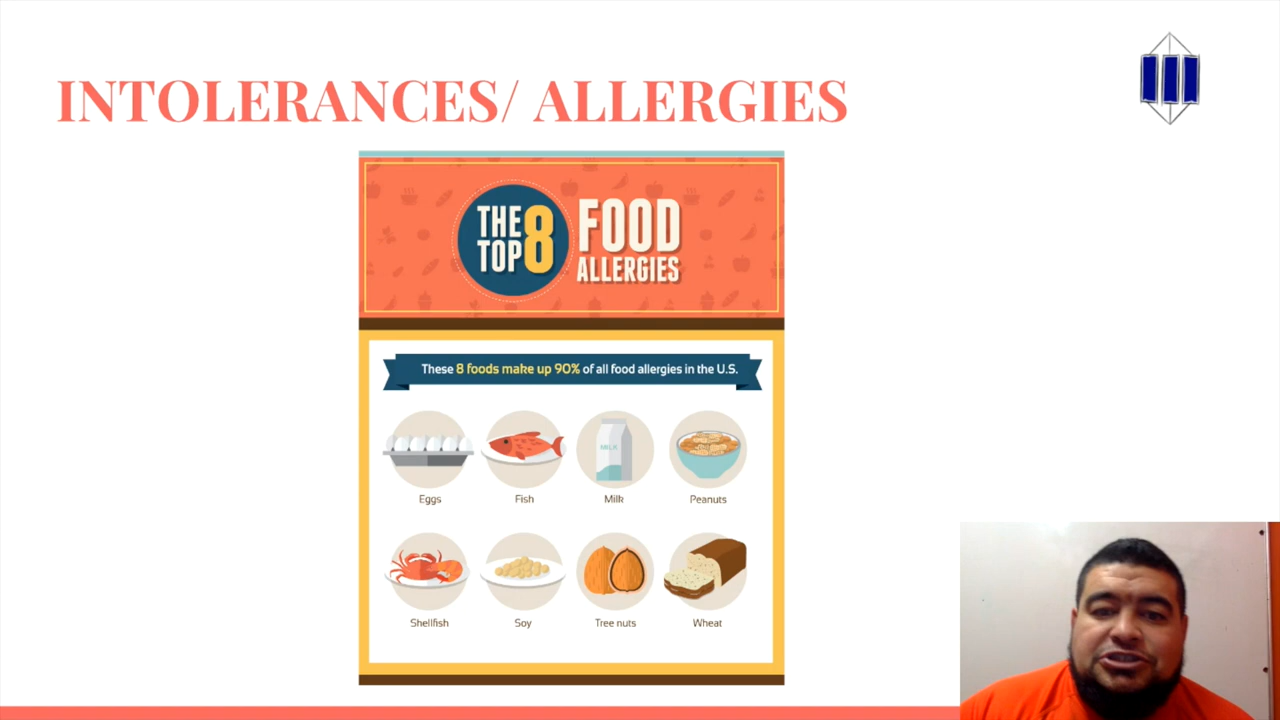 INTOLERANCES/ ALLERGIES
THE
TOP
8
FOOD
ALLERGIES
These 8 foods make up 90% of all food allergies in the U.S.
MILK
Eggs
Fish
Milk
Peanuts
Shellfish
Soy
Tree nuts
Wheat